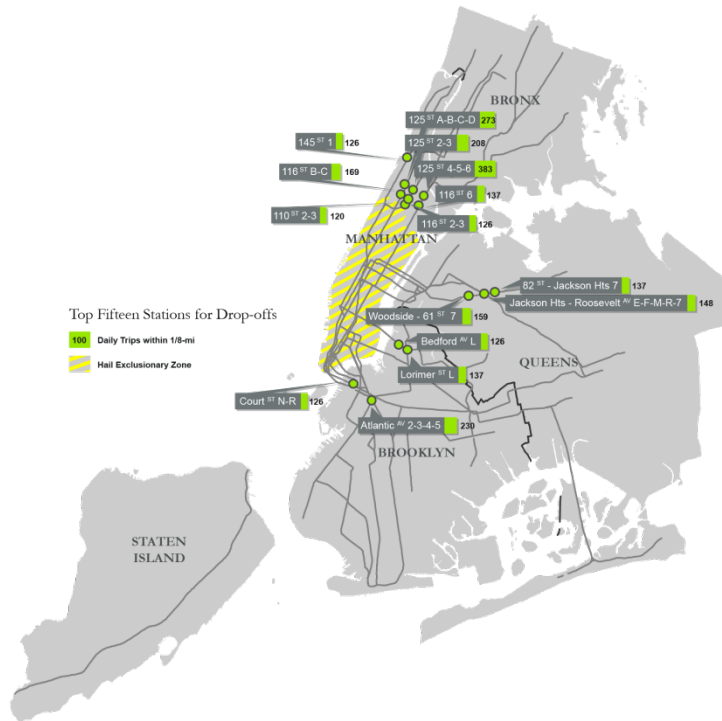 BRONX
125 ST A-B-C-D 273
145 ST 1 126
125 ST 2-3 208
116 ST B-C 169
125 ST 4-5-6 383
116 ST 6 137
110 ST 2-3 120
116 ST 2-3 126
MANHATTAN
82 ST - Jackson Hts 7 137
Jackson Hts - Roosevelt AV E-F-M-R-7 148
Top Fifteen Stations for Drop-offs
100 Daily Trips within 1/8-mi
Hail Exclusionary Zone
Woodside - 61 ST 7 159
Bedford AV L 126
QUEENS
Lorimer ST L 137
Court ST N-R 126
Atlantic AV 2-3-4-5 230
BROOKLYN
STATEN
ISLAND